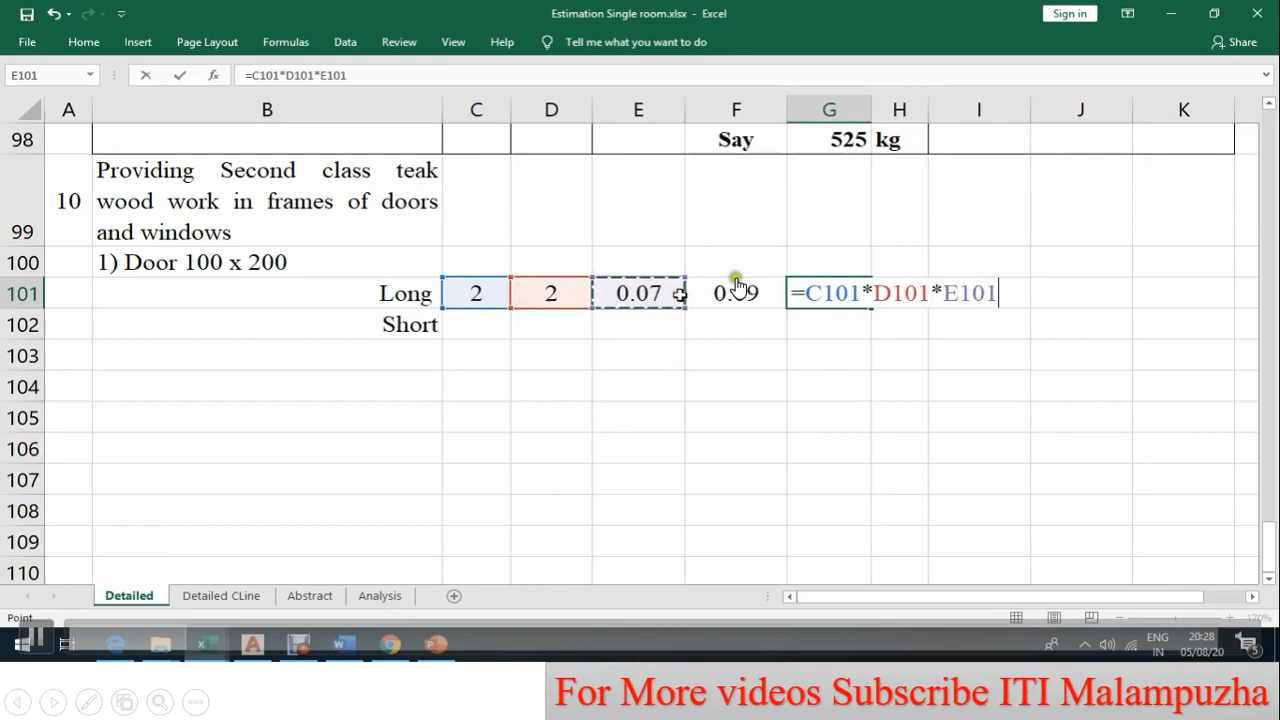 Estimation Single room.xlsx - Excel
Sign in
File Home Insert Page Layout Formulas Data Review View Help Tell me what you want to do Share
E101 fx =C101*D101*E101
A B C D E F G H I J K
98 Say 525 kg
Providing Second class teak
10 wood work in frames of doors
99 and windows
100 1) Door 100 x 200
101 Long 2 2 0.07 =C101*D101*E101
102 Short
103
104
105
106
107
108
109
110
Detailed Detailed CLine Abstract Analysis
Point 170%
ENG 20:28
IN 05/08/20 5
For More videos Subscribe ITI Malampuzha